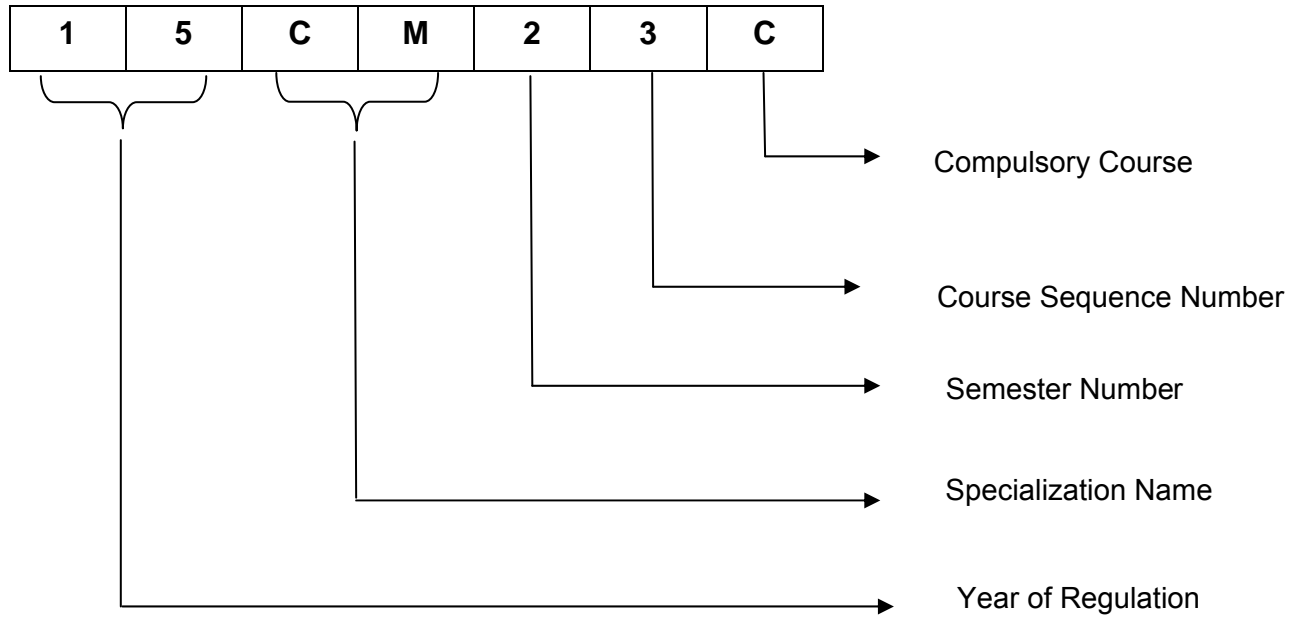 1 5 C M 2 3 C
Compulsory Course
Course Sequence Number
Semester Number
Specialization Name
Year of Regulation